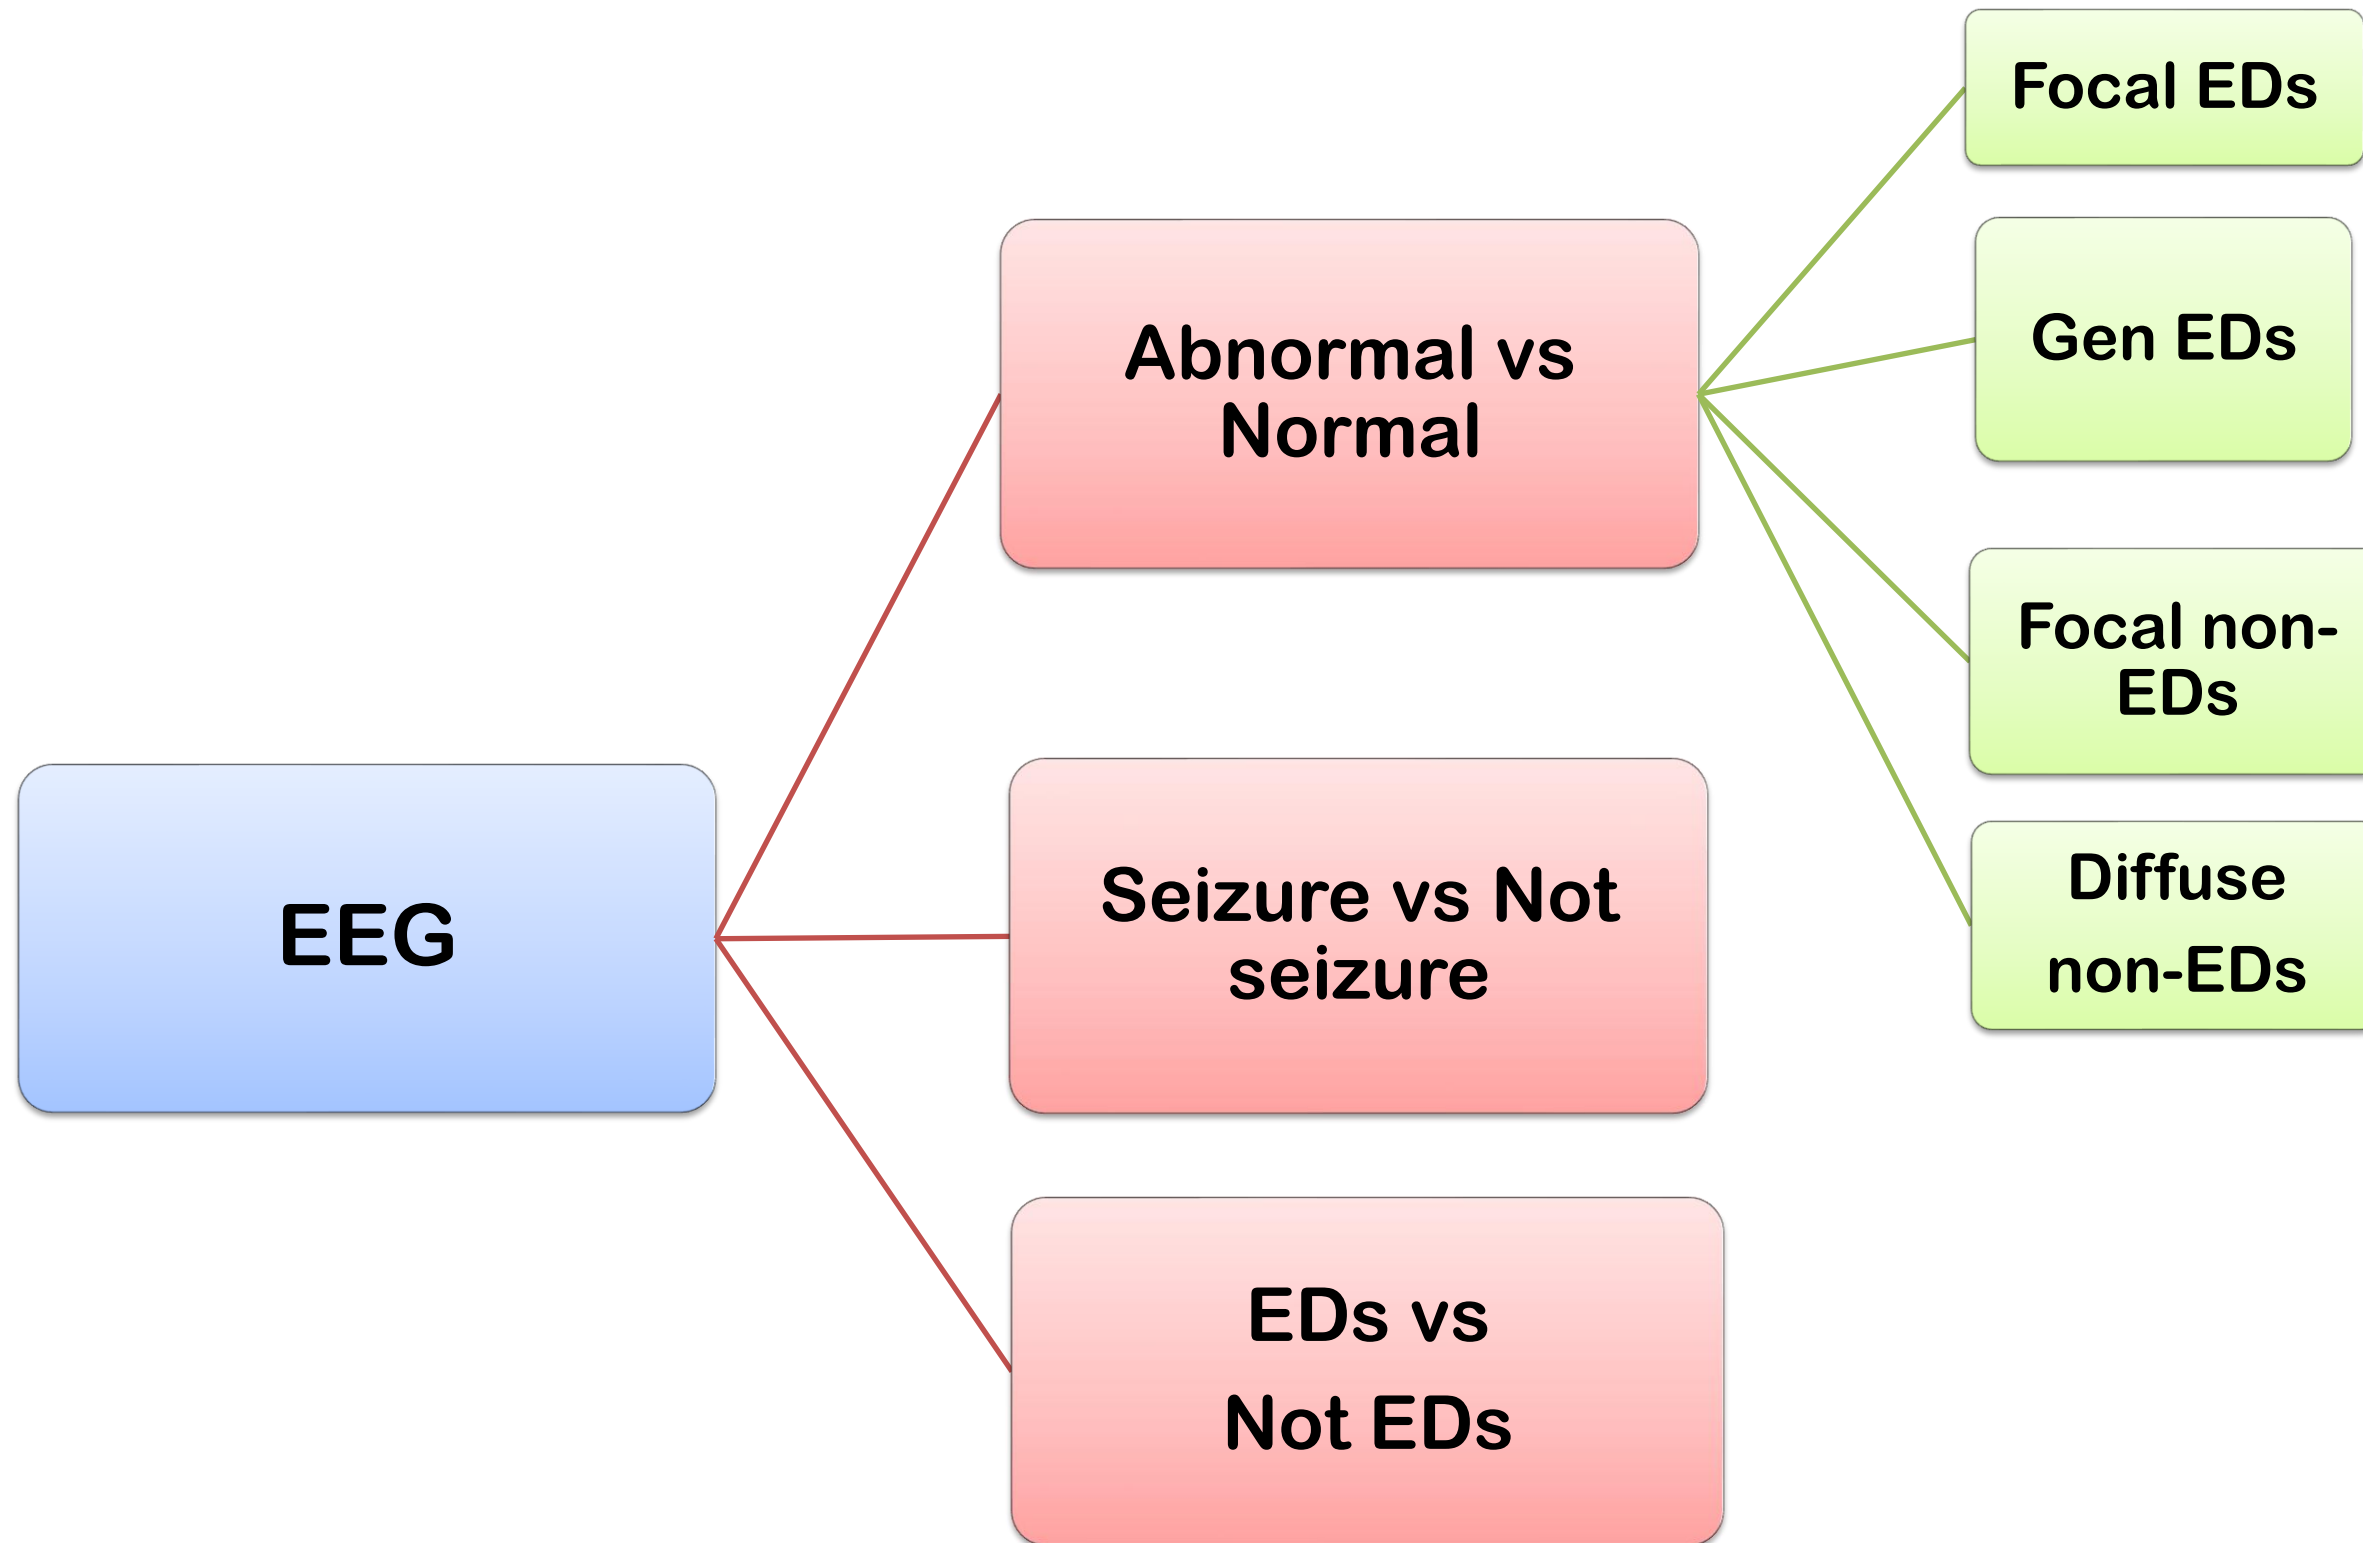 EEG
Abnormal vs
Normal
Seizure vs Not
seizure
EDs vs
Not EDs
Focal EDs
Gen EDs
Focal non-
EDs
Diffuse
non-EDs